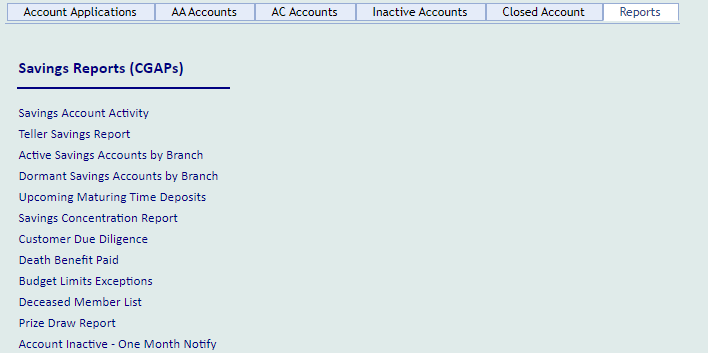 Account Applications AA Accounts AC Accounts Inactive Accounts Closed Account Reports
Savings Reports (CGAPs)
Savings Account Activity
Teller Savings Report
Active Savings Accounts by Branch
Dormant Savings Accounts by Branch
Upcoming Maturing Time Deposits
Savings Concentration Report
Customer Due Diligence
Death Benefit Paid
Budget Limits Exceptions
Deceased Member List
Prize Draw Report
Account Inactive - One Month Notify